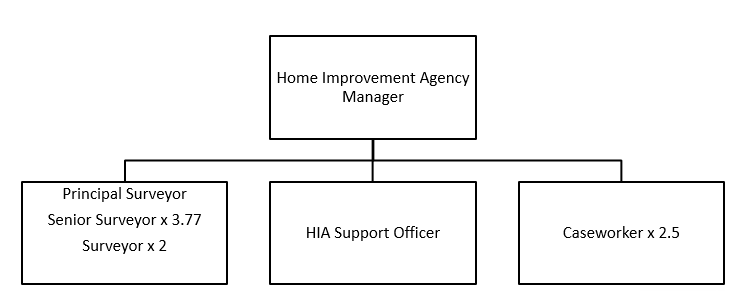 Home Improvement Agency
Manager
Principal Surveyor
Senior Surveyor x 3.77
Surveyor x 2
HIA Support Officer
Caseworker x 2.5